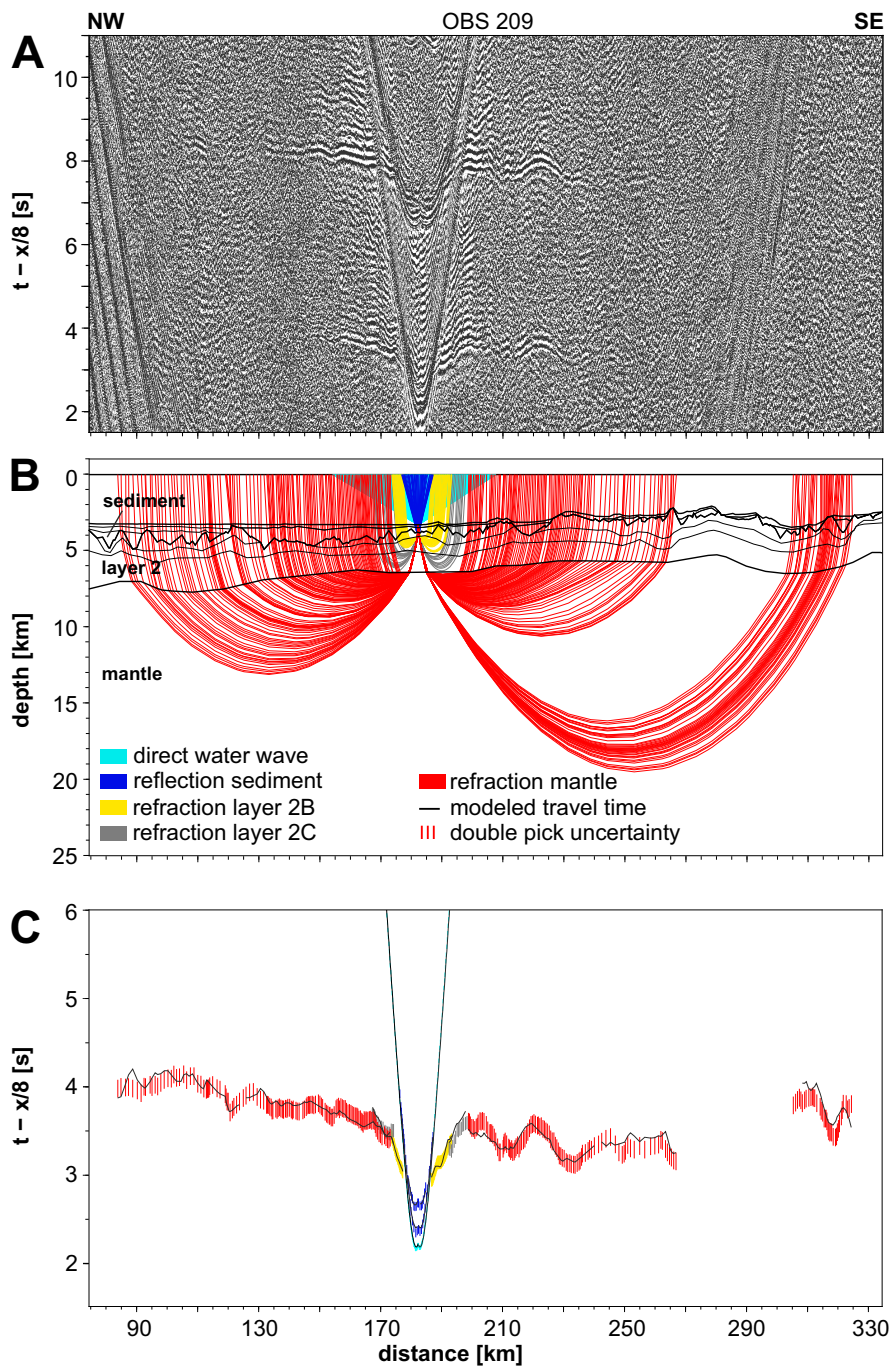 NW OBS 209 SE
A
10
8
6
4
2
t − x/8 [s]
B
0
5
10
15
20
25
depth [km]
sediment
layer 2
mantle
direct water wave
reflection sediment
refraction layer 2B
refraction layer 2C
refraction mantle
modeled travel time
double pick uncertainty
C
6
5
4
3
2
t − x/8 [s]
90 130 170 210 250 290 330
distance [km]